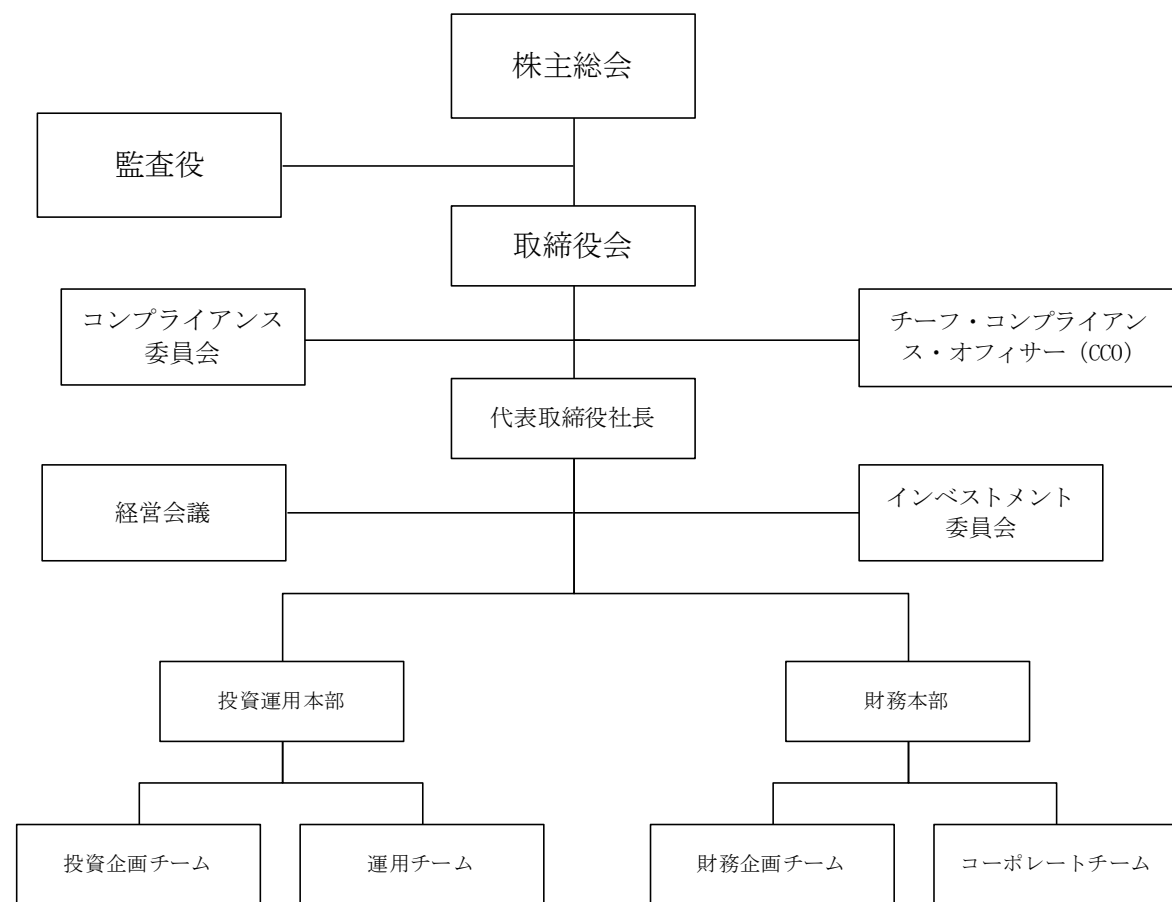 株主総会
監査役
取締役会
コンプライアンス
委員会
チーフ・コンプライアン
ス・オフィサー（CCO）
代表取締役社長
経営会議
インベストメント
委員会
投資運用本部
財務本部
投資企画チーム
運用チーム
財務企画チーム
コーポレートチーム